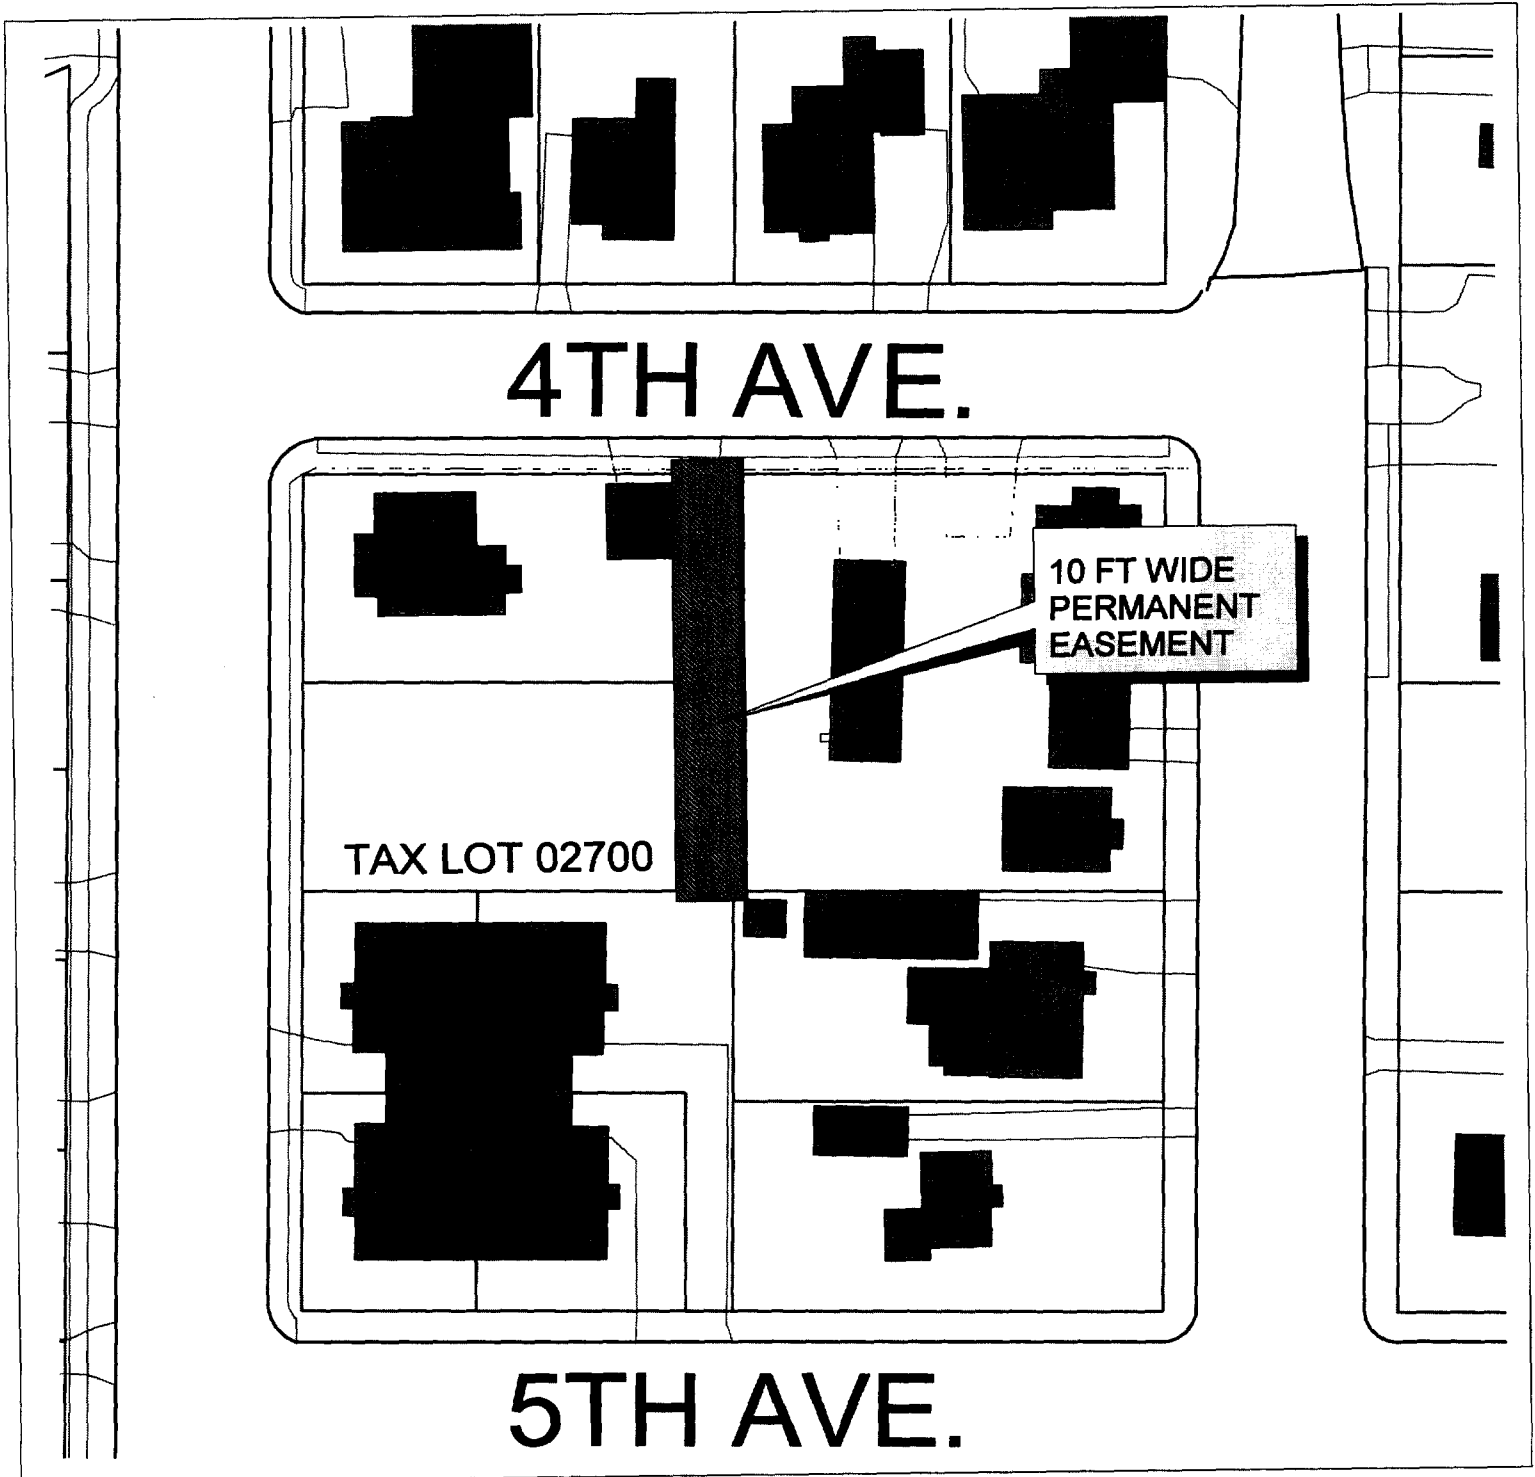 4TH AVE.
10 FT WIDE
PERMANENT
EASEMENT
TAX LOT 02700
5TH AVE.